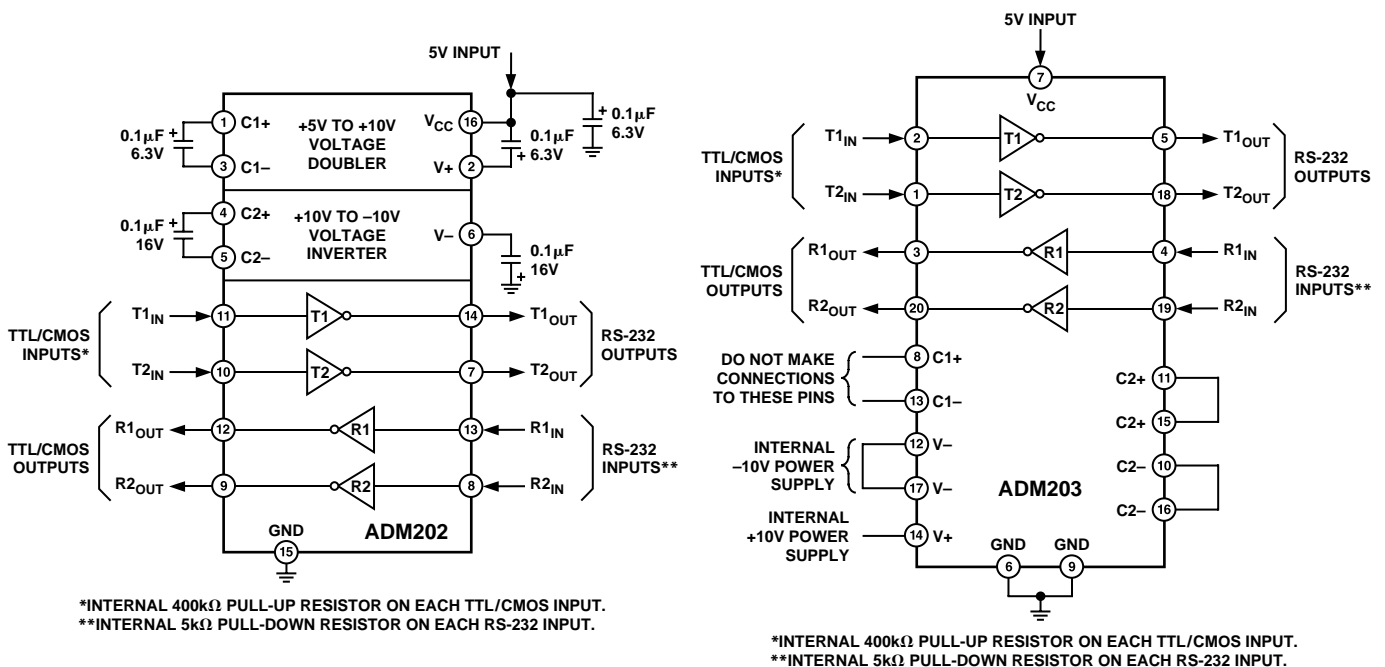 5V INPUT
0.1μF
6.3V
+
1
C1+
3
C1–
+5V TO +10V
VOLTAGE
DOUBLER
VCC
16
V+
2
0.1μF
6.3V
+
+
0.1μF
6.3V
0.1μF
16V
+
4
C2+
5
C2–
+10V TO –10V
VOLTAGE
INVERTER
V–
6
0.1μF
16V
+
TTL/CMOS
INPUTS*
T1IN
11
T1
14
T1OUT
T2IN
10
T2
7
T2OUT
RS-232
OUTPUTS
TTL/CMOS
OUTPUTS
R1OUT
12
R1
13
R1IN
R2OUT
9
R2
8
R2IN
RS-232
INPUTS**
GND
15
ADM202
*INTERNAL 400kΩ PULL-UP RESISTOR ON EACH TTL/CMOS INPUT.
**INTERNAL 5kΩ PULL-DOWN RESISTOR ON EACH RS-232 INPUT.
5V INPUT
7
VCC
TTL/CMOS
INPUTS*
T1IN
2
T1
5
T1OUT
T2IN
1
T2
18
T2OUT
RS-232
OUTPUTS
TTL/CMOS
OUTPUTS
R1OUT
3
R1
4
R1IN
R2OUT
20
R2
19
R2IN
RS-232
INPUTS**
DO NOT MAKE
CONNECTIONS
TO THESE PINS
8
C1+
13
C1–
INTERNAL
–10V POWER
SUPPLY
12
V–
17
V–
INTERNAL
+10V POWER
SUPPLY
14
V+
C2+
11
C2+
15
C2–
10
C2–
16
ADM203
GND
6
GND
9
*INTERNAL 400kΩ PULL-UP RESISTOR ON EACH TTL/CMOS INPUT.
**INTERNAL 5kΩ PULL-DOWN RESISTOR ON EACH RS-232 INPUT.